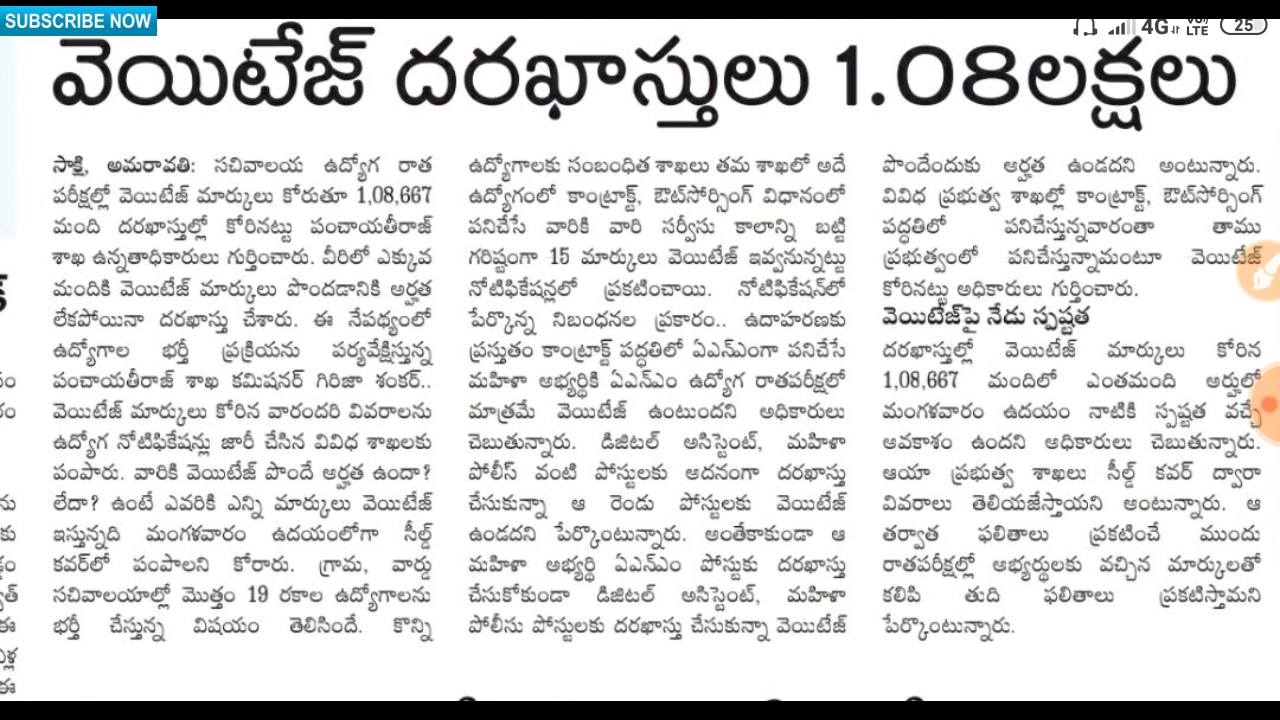 SUBSCRIBE NOW
4G VoLTE 25
వెయిటేజ్ దరఖాస్తులు 1.08లక్షలు
సాక్షి, అమరావతి: సచివాలయ ఉద్యోగ రాత
పరీక్షల్లో వెయిటేజ్ మార్కులు కోరుతూ 1,08,667
మంది దరఖాస్తుల్లో కోరినట్టు పంచాయతీరాజ్
శాఖ ఉన్నతాధికారులు గుర్తించారు. వీరిలో ఎక్కువ
మందికి వెయిటేజ్ మార్కులు పొందడానికి అర్హత
లేకపోయినా దరఖాస్తు చేశారు. ఈ నేపథ్యంలో
ఉద్యోగాల భర్తీ ప్రక్రియను పర్యవేక్షిస్తున్న
పంచాయతీరాజ్ శాఖ కమిషనర్ గిరిజా శంకర్..
వెయిటేజ్ మార్కులు కోరిన వారందరి వివరాలను
ఉద్యోగ నోటిఫికేషన్లు జారీ చేసిన వివిధ శాఖలకు
పంపారు. వారికి వెయిటేజ్ పొందే అర్హత ఉందా?
లేదా? ఉంటే ఎవరికి ఎన్ని మార్కులు వెయిటేజ్
ఇస్తున్నది మంగళవారం ఉదయంలోగా సీల్డ్
కవర్‌లో పంపాలని కోరారు. గ్రామ, వార్డు
సచివాలయాల్లో మొత్తం 19 రకాల ఉద్యోగాలను
భర్తీ చేస్తున్న విషయం తెలిసిందే. కొన్ని
ఉద్యోగాలకు సంబంధిత శాఖలు తమ శాఖలో అదే
ఉద్యోగంలో కాంట్రాక్ట్, ఔట్‌సోర్సింగ్ విధానంలో
పనిచేసే వారికి వారి సర్వీసు కాలాన్ని బట్టి
గరిష్టంగా 15 మార్కులు వెయిటేజ్ ఇవ్వనున్నట్టు
నోటిఫికేషన్లలో ప్రకటించాయి. నోటిఫికేషన్‌లో
పేర్కొన్న నిబంధనల ప్రకారం.. ఉదాహరణకు
ప్రస్తుతం కాంట్రాక్ట్ పద్ధతిలో ఏఎన్ఎంగా పనిచేసే
మహిళా అభ్యర్థికి ఏఎన్ఎం ఉద్యోగ రాతపరీక్షలో
మాత్రమే వెయిటేజ్ ఉంటుందని అధికారులు
చెబుతున్నారు. డిజిటల్ అసిస్టెంట్, మహిళా
పోలీస్ వంటి పోస్టులకు అదనంగా దరఖాస్తు
చేసుకున్నా ఆ రెండు పోస్టులకు వెయిటేజ్
ఉండదని పేర్కొంటున్నారు. అంతేకాకుండా ఆ
మహిళా అభ్యర్థి ఏఎన్ఎం పోస్టుకు దరఖాస్తు
చేసుకోకుండా డిజిటల్ అసిస్టెంట్, మహిళా
పోలీసు పోస్టులకు దరఖాస్తు చేసుకున్నా వెయిటేజ్
పొందేందుకు అర్హత ఉండదని అంటున్నారు.
వివిధ ప్రభుత్వ శాఖల్లో కాంట్రాక్ట్, ఔట్‌సోర్సింగ్
పద్ధతిలో పనిచేస్తున్నవారంతా తాము
ప్రభుత్వంలో పనిచేస్తున్నామంటూ వెయిటేజ్
కోరినట్టు అధికారులు గుర్తించారు.
వెయిటేజ్‌పై నేడు స్పష్టత
దరఖాస్తుల్లో వెయిటేజ్ మార్కులు కోరిన
1,08,667 మందిలో ఎంతమంది అర్హులో
మంగళవారం ఉదయం నాటికి స్పష్టత వచ్చే
అవకాశం ఉందని అధికారులు చెబుతున్నారు.
ఆయా ప్రభుత్వ శాఖలు సీల్డ్ కవర్ ద్వారా
వివరాలు తెలియజేస్తాయని అంటున్నారు. ఆ
తర్వాత ఫలితాలు ప్రకటించే ముందు
రాతపరీక్షల్లో అభ్యర్థులకు వచ్చిన మార్కులతో
కలిపి తుది ఫలితాలు ప్రకటిస్తామని
పేర్కొంటున్నారు.